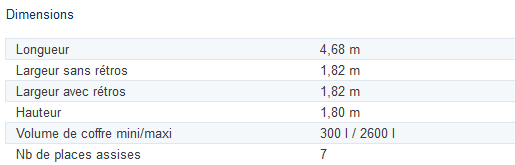 Dimensions
Longueur 4,68 m
Largeur sans rétros 1,82 m
Largeur avec rétros 1,82 m
Hauteur 1,80 m
Volume de coffre mini/maxi 300 l / 2600 l
Nb de places assises 7